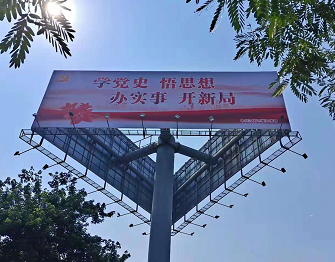 学党史 悟思想
办实事 开新局